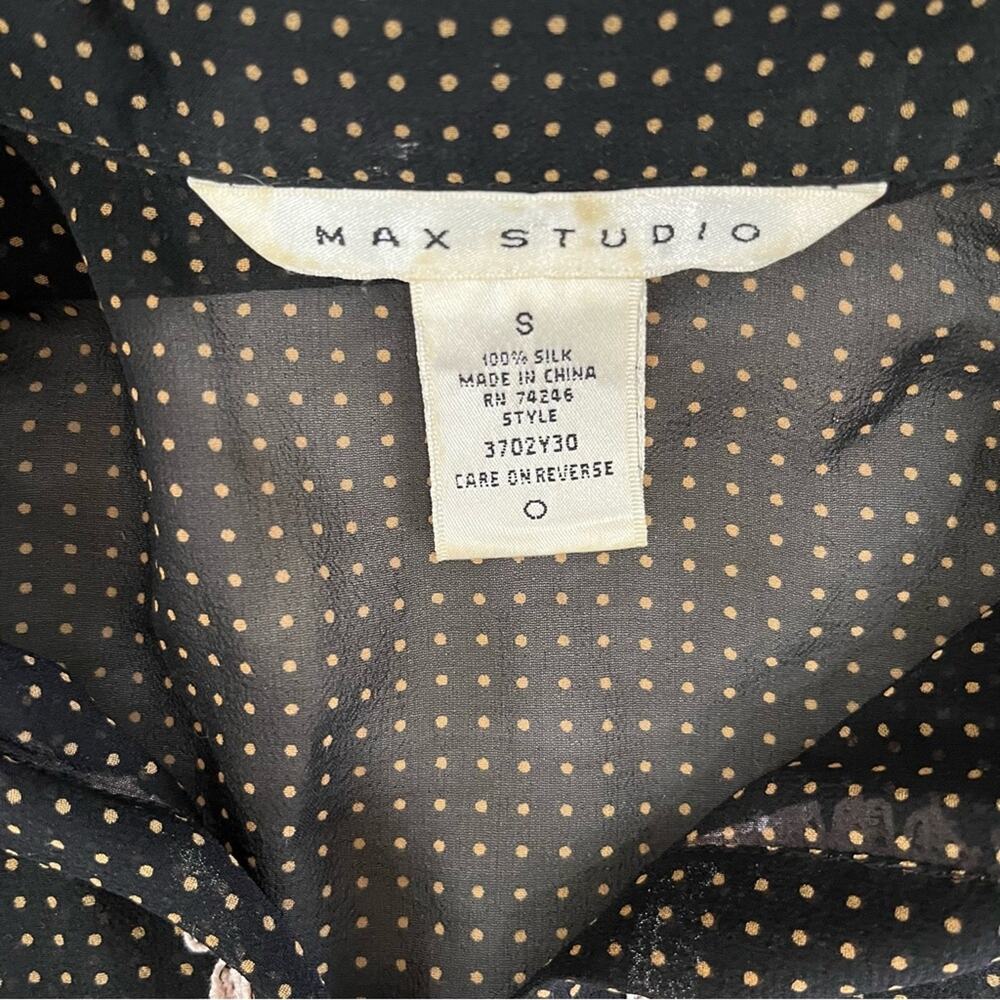 MAX STUDIO
S
100% SILK
MADE IN CHINA
RN 74246
STYLE
3702Y30
CARE ON REVERSE
O